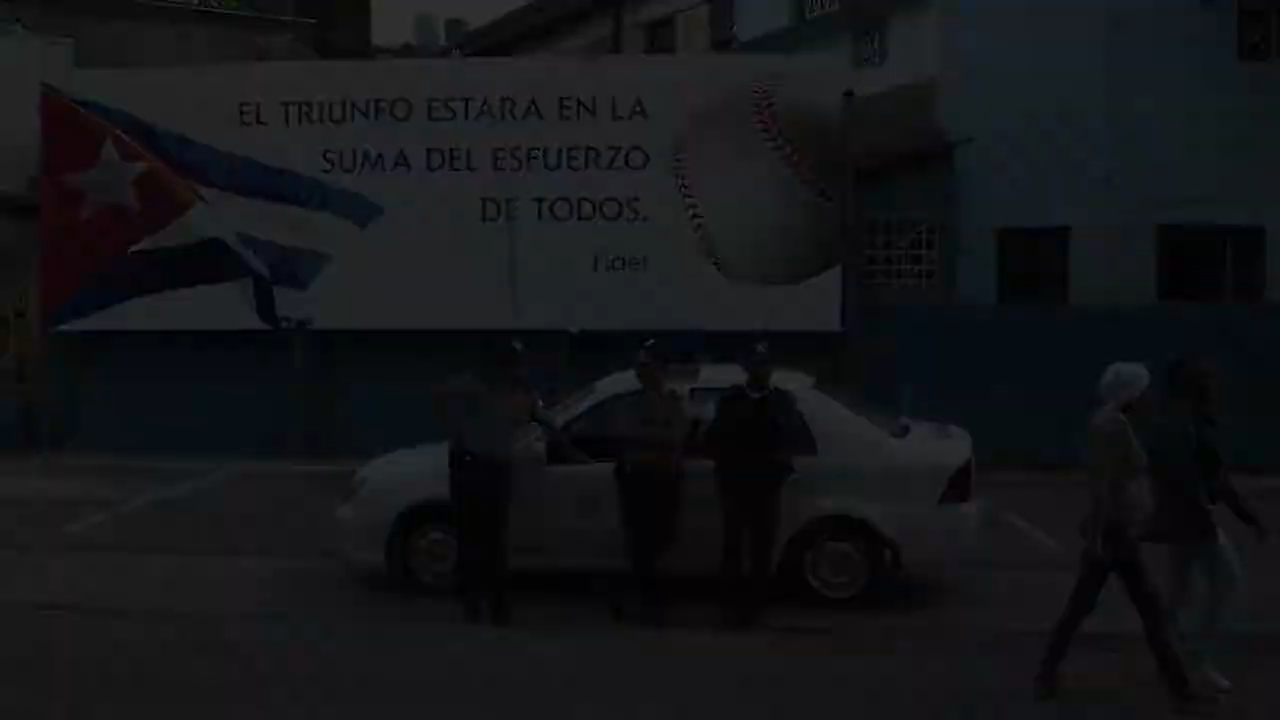 EL TRIUNFO ESTARA EN LA
SUMA DEL ESFUERZO
DE TODOS.
Fidel